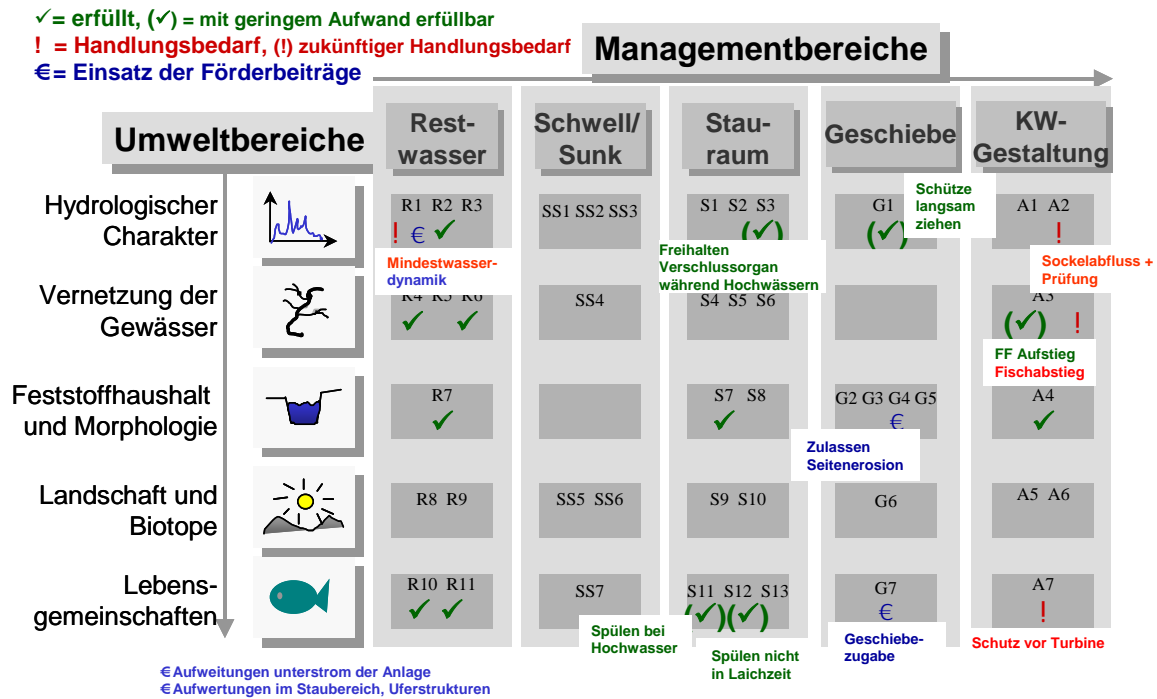 ✓= erfüllt, (✓) = mit geringem Aufwand erfüllbar
! = Handlungsbedarf, (!) zukünftiger Handlungsbedarf
€= Einsatz der Förderbeiträge
Managementbereiche
Umweltbereiche
Rest-
wasser
Schwell/
Sunk
Stau-
raum
Geschiebe
KW-
Gestaltung
Hydrologischer
Charakter
R1 R2 R3
! € ✓
Mindestwasser-
dynamik
SS1 SS2 SS3
S1 S2 S3
(✓)
Freihalten
Verschlussorgan
während Hochwässern
G1
(✓)
Schütze
langsam
ziehen
A1 A2
!
Sockelabfluss +
Prüfung
Vernetzung der
Gewässer
R4 R5 R6
✓ ✓
SS4
S4 S5 S6
A3
(✓) !
FF Aufstieg
Fischabstieg
Feststoffhaushalt
und Morphologie
R7
✓
S7 S8
✓
G2 G3 G4 G5
€
Zulassen
Seitenerosion
A4
✓
Landschaft und
Biotope
R8 R9
SS5 SS6
S9 S10
G6
A5 A6
Lebens-
gemeinschaften
R10 R11
✓ ✓
SS7
S11 S12 S13
(✓)(✓)
Spülen bei
Hochwasser
Spülen nicht
in Laichzeit
G7
€
Geschiebe-
zugabe
A7
!
Schutz vor Turbine
€Aufweitungen unterstrom der Anlage
€Aufwertungen im Staubereich, Uferstrukturen